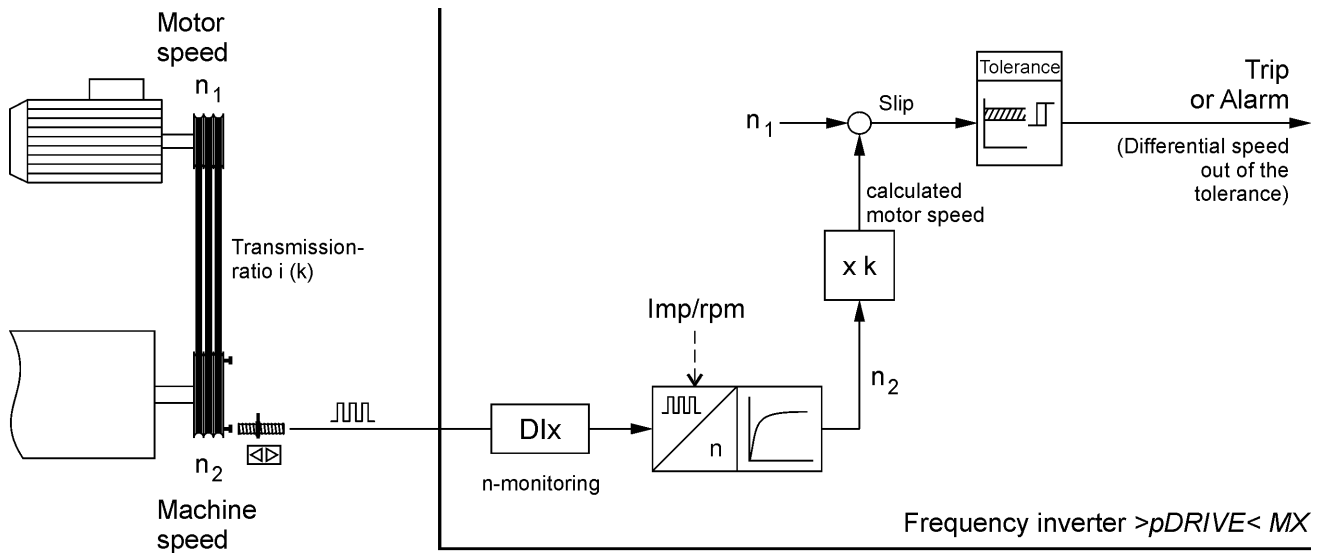 Motor
speed
n1
Transmission-
ratio i (k)
n2
Machine
speed
DIx
n-monitoring
Imp/rpm
n
n2
x k
calculated
motor speed
n1
Slip
Tolerance
Trip
or Alarm
(Differential speed
out of the
tolerance)
Frequency inverter >pDRIVE< MX